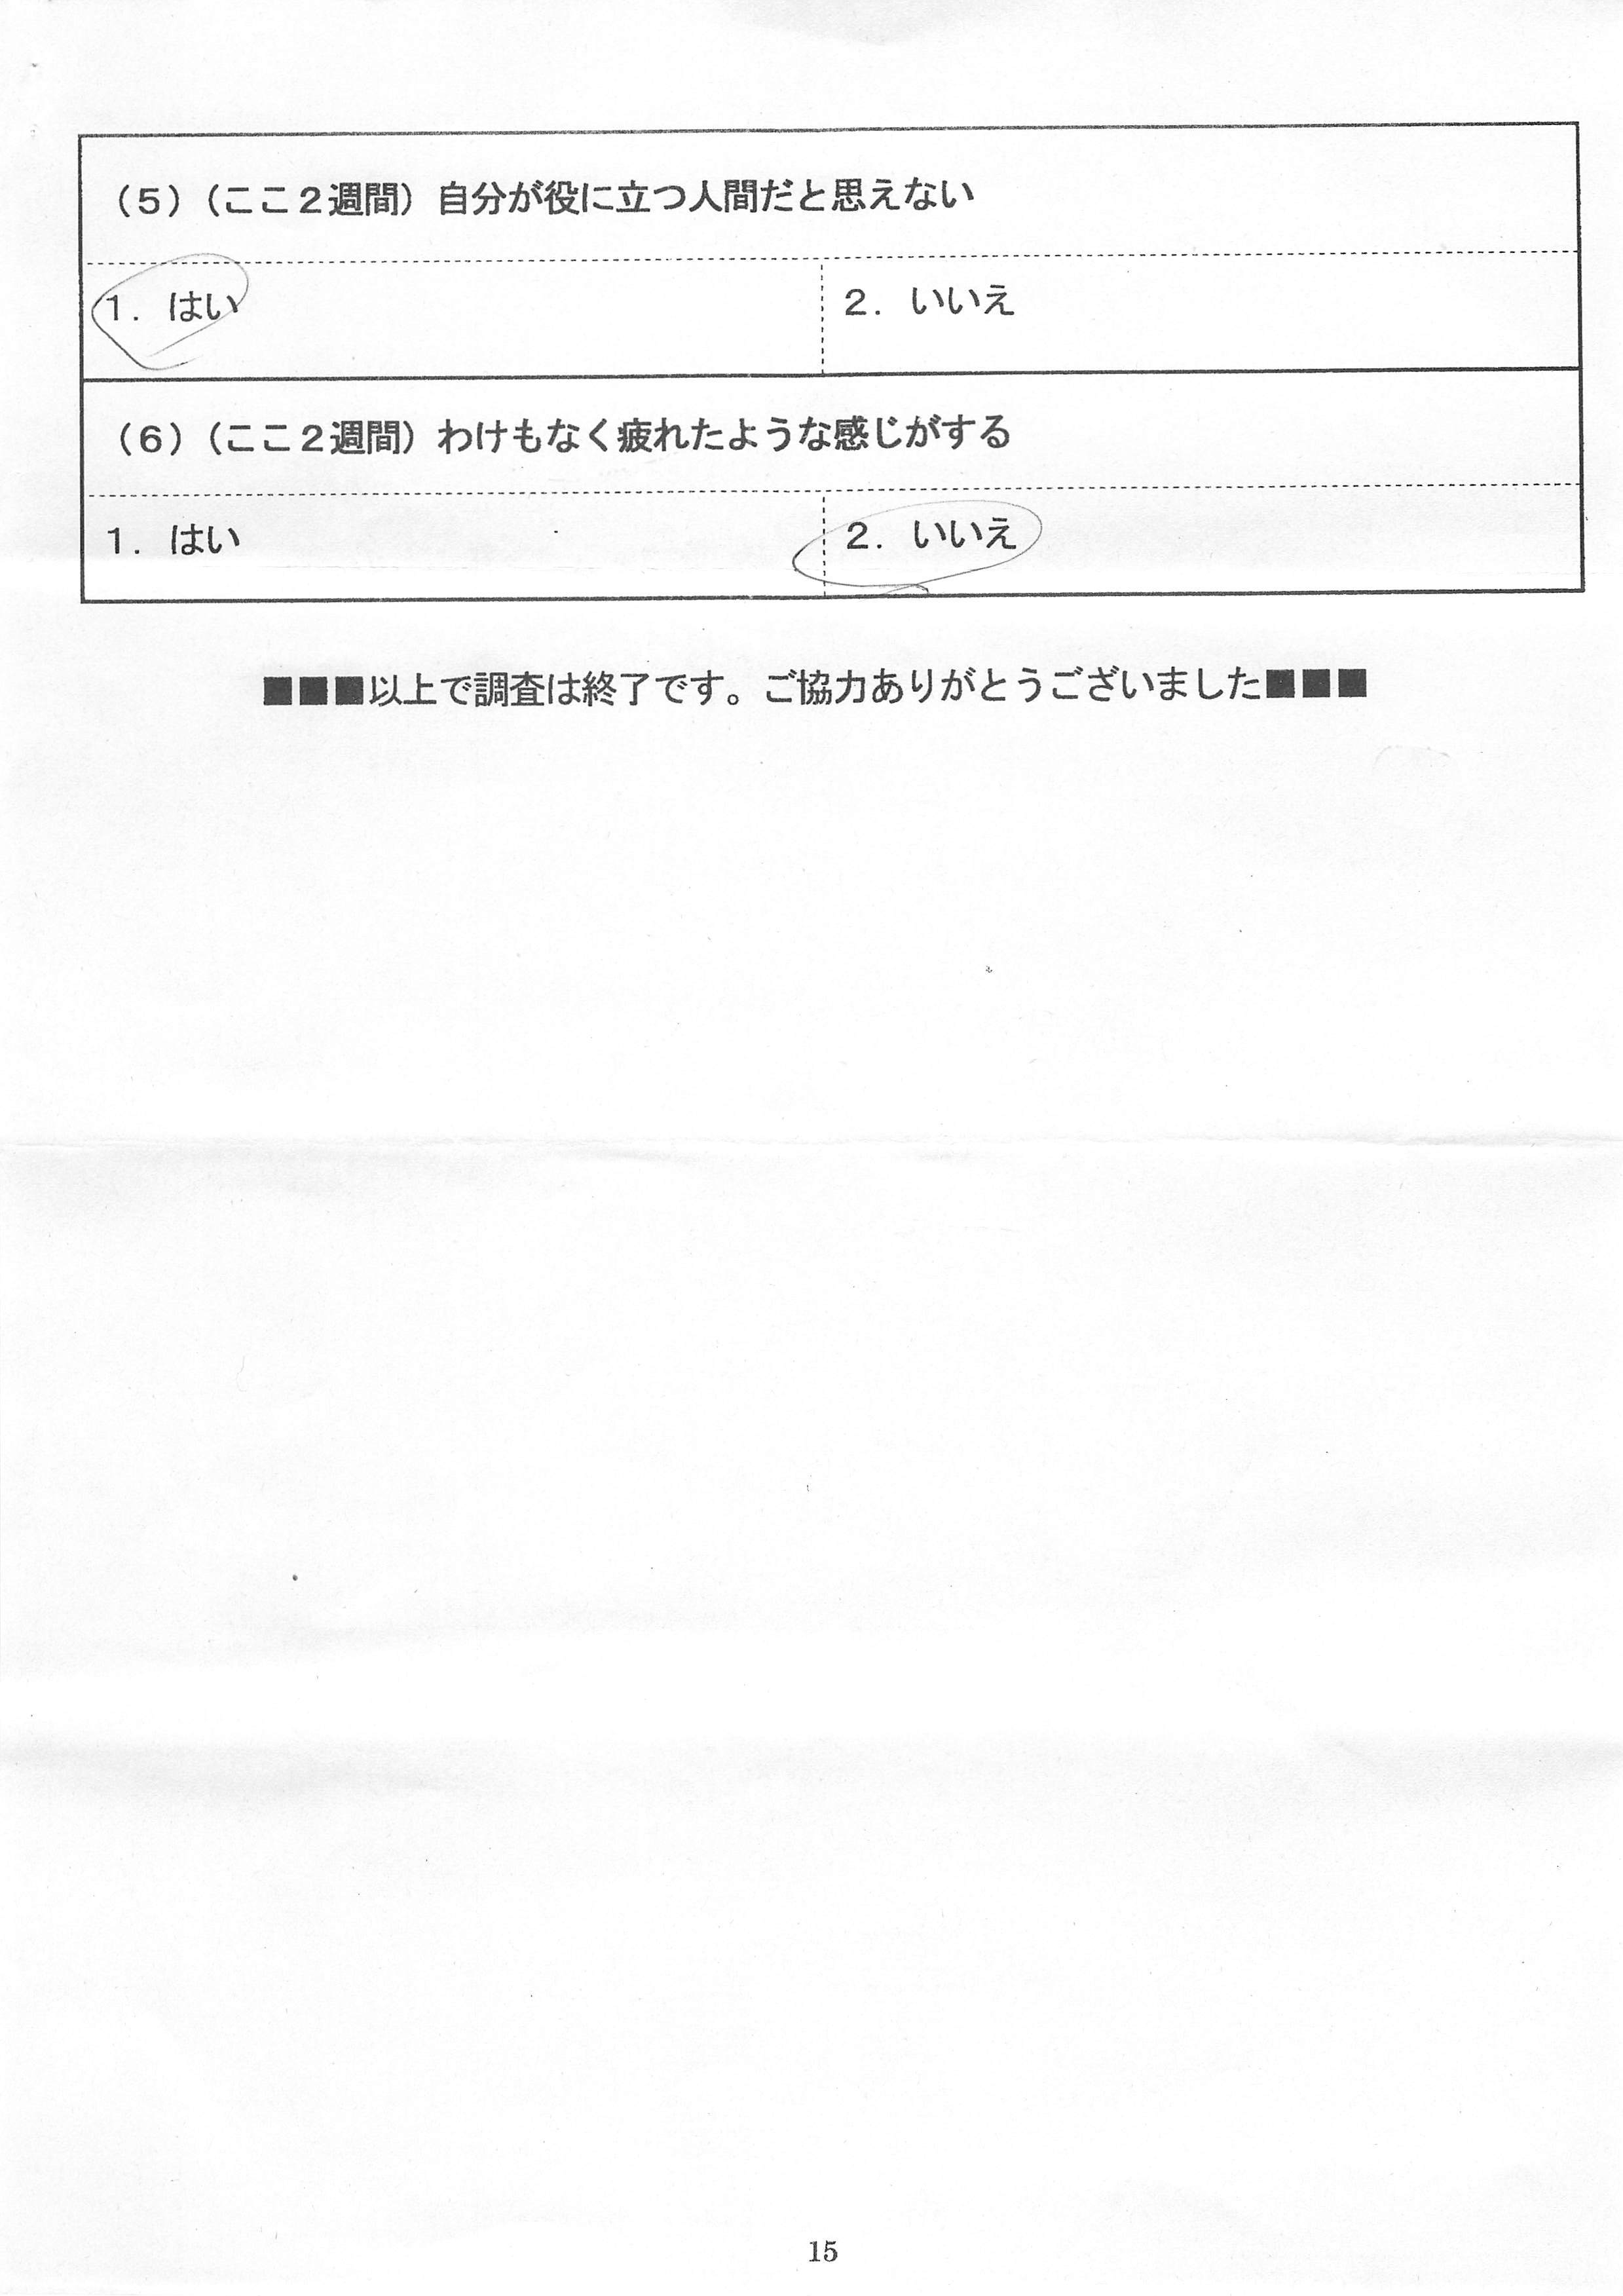 （5）（ここ２週間）自分が役に立つ人間だと思えない
1. はい
2. いいえ
（6）（ここ２週間）わけもなく疲れたような感じがする
1. はい
2. いいえ
■■■以上で調査は終了です。ご協力ありがとうございました■■■
15